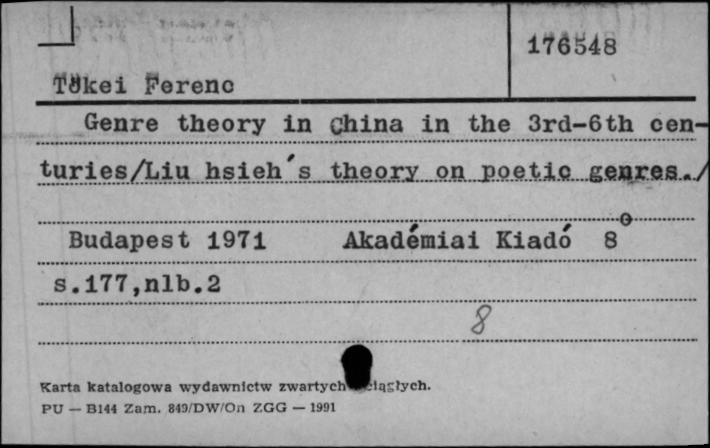 176548
Tökei Ferenc
Genre theory in China in the 3rd-6th cen-
turies/Liu hsieh's theory on poetic genres./
Budapest 1971 Akadémiai Kiadó 8°
s.177,nlb.2
8
Karta katalogowa wydawnictw zwartych ciągłych.
PU — B144 Zam. 849/DW/On ZGG — 1991